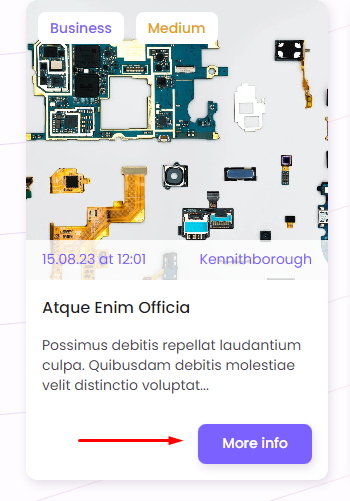 Business Medium
15.08.23 at 12:01 Kennithborough
Atque Enim Officia
Possimus debitis repellat laudantium
culpa. Quibusdam debitis molestiae
velit distinctio voluptat...
More info